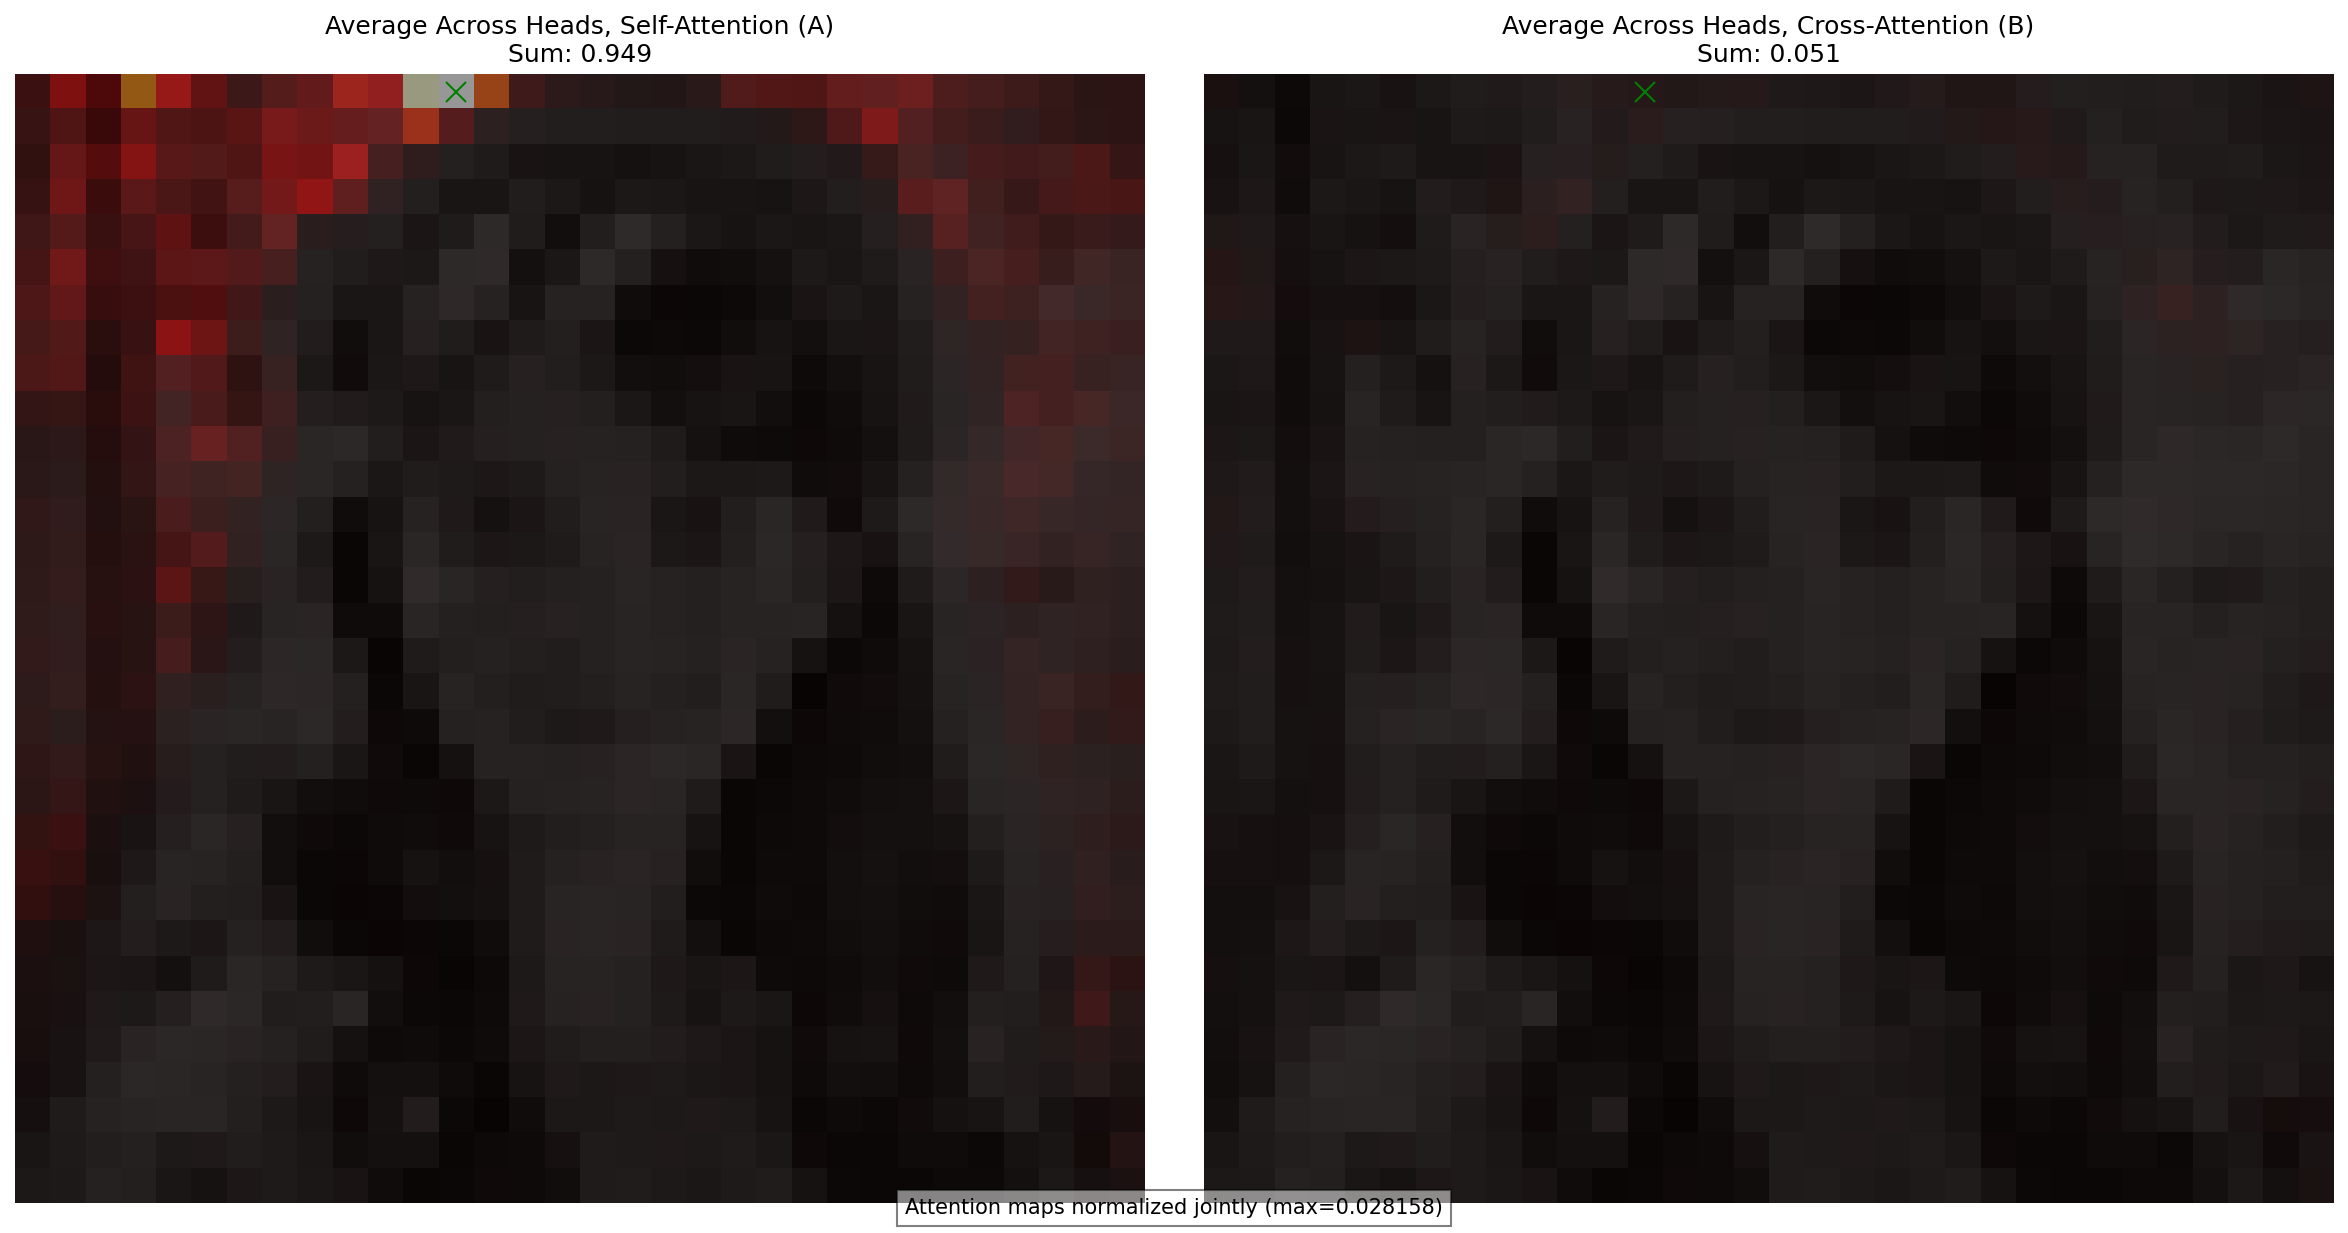 Average Across Heads, Self-Attention (A)
Sum: 0.949
Average Across Heads, Cross-Attention (B)
Sum: 0.051
Attention maps normalized jointly (max=0.028158)